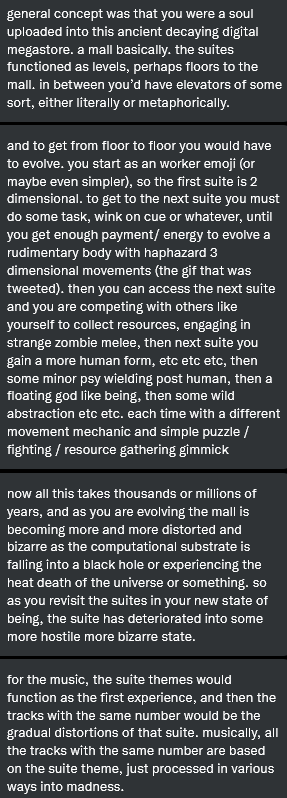 general concept was that you were a soul
uploaded into this ancient decaying digital
megastore. a mall basically. the suites
functioned as levels, perhaps floors to the
mall. in between you'd have elevators of some
sort, either literally or metaphorically.
and to get from floor to floor you would have
to evolve. you start as an worker emoji (or
maybe even simpler), so the first suite is 2
dimensional. to get to the next suite you must
do some task, wink on cue or whatever, until
you get enough payment/ energy to evolve a
rudimentary body with haphazard 3
dimensional movements (the gif that was
tweeted). then you can access the next suite
and you are competing with others like
yourself to collect resources, engaging in
strange zombie melee, then next suite you
gain a more human form, etc etc etc, then
some minor psy wielding post human, then a
floating god like being, then some wild
abstraction etc etc. each time with a different
movement mechanic and simple puzzle /
fighting / resource gathering gimmick
now all this takes thousands or millions of
years, and as you are evolving the mall is
becoming more and more distorted and
bizarre as the computational substrate is
falling into a black hole or experiencing the
heat death of the universe or something. so
as you revisit the suites in your new state of
being, the suite has deteriorated into some
more hostile more bizarre state.
for the music, the suite themes would
function as the first experience, and then the
tracks with the same number would be the
gradual distortions of that suite. musically, all
the tracks with the same number are based
on the suite theme, just processed in various
ways into madness.